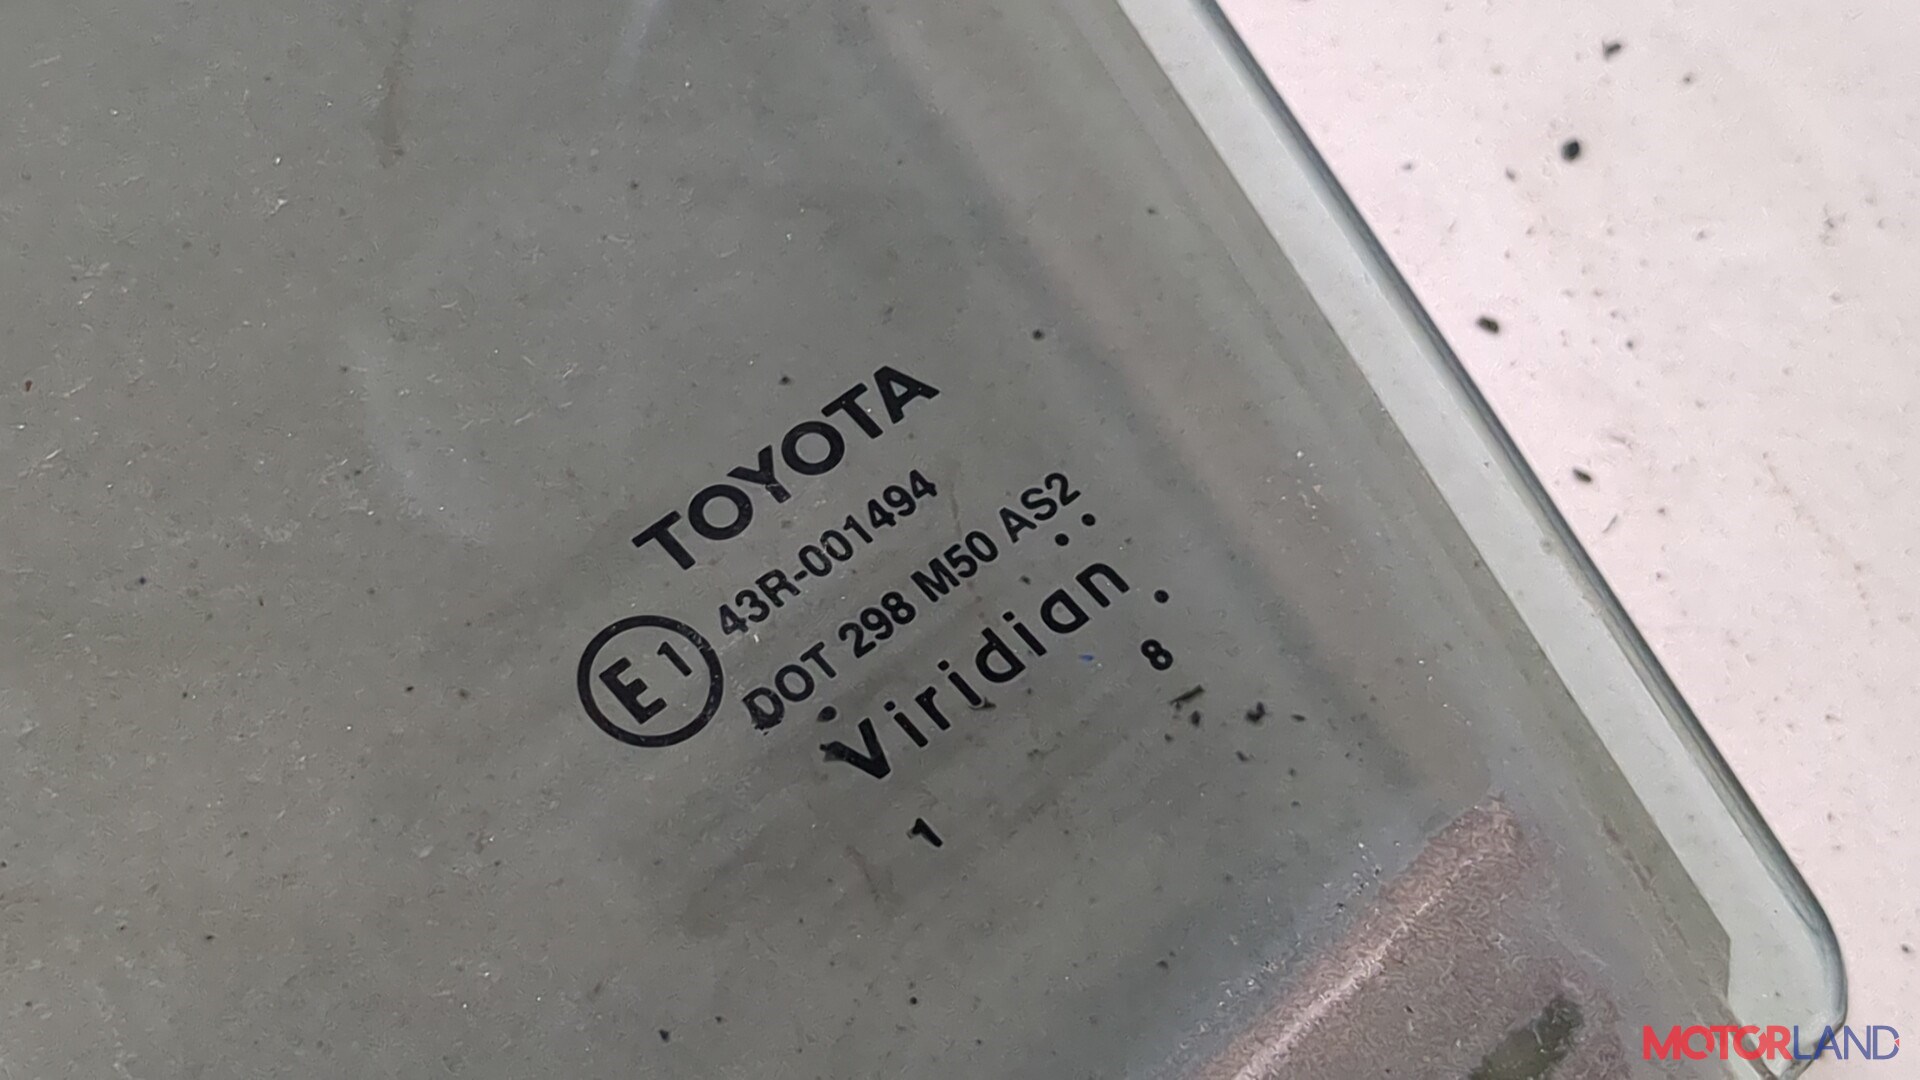 TOYOTA
43R-001494
E1
DOT 298 M50 AS2
Viridian
1 8
MOTORLAND